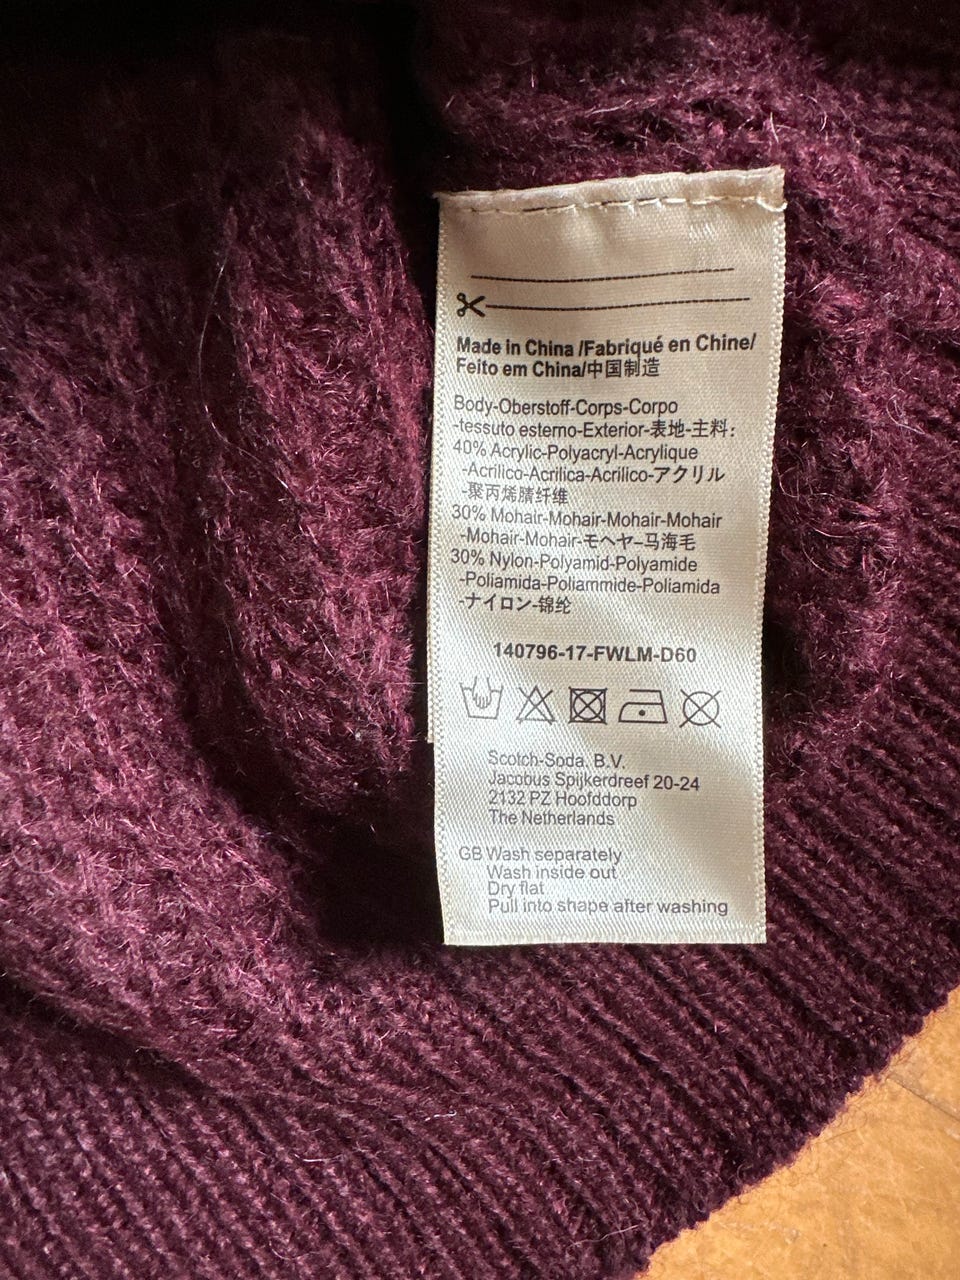 Made in China /Fabriqué en Chine/
Feito em China/中国制造
Body-Oberstoff-Corps-Corpo
-tessuto esterno-Exterior-表地-主料:
40% Acrylic-Polyacryl-Acrylique
-Acrilico-Acrilica-Acrilico-アクリル
-聚丙烯腈纤维
30% Mohair-Mohair-Mohair-Mohair
-Mohair-Mohair-モヘヤ-马海毛
30% Nylon-Polyamid-Polyamide
-Poliamida-Poliammide-Poliamida
-ナイロン-锦纶
140796-17-FWLM-D60
Scotch-Soda. B.V.
Jacobus Spijkerdreef 20-24
2132 PZ Hoofddorp
The Netherlands
GB Wash separately
Wash inside out
Dry flat
Pull into shape after washing